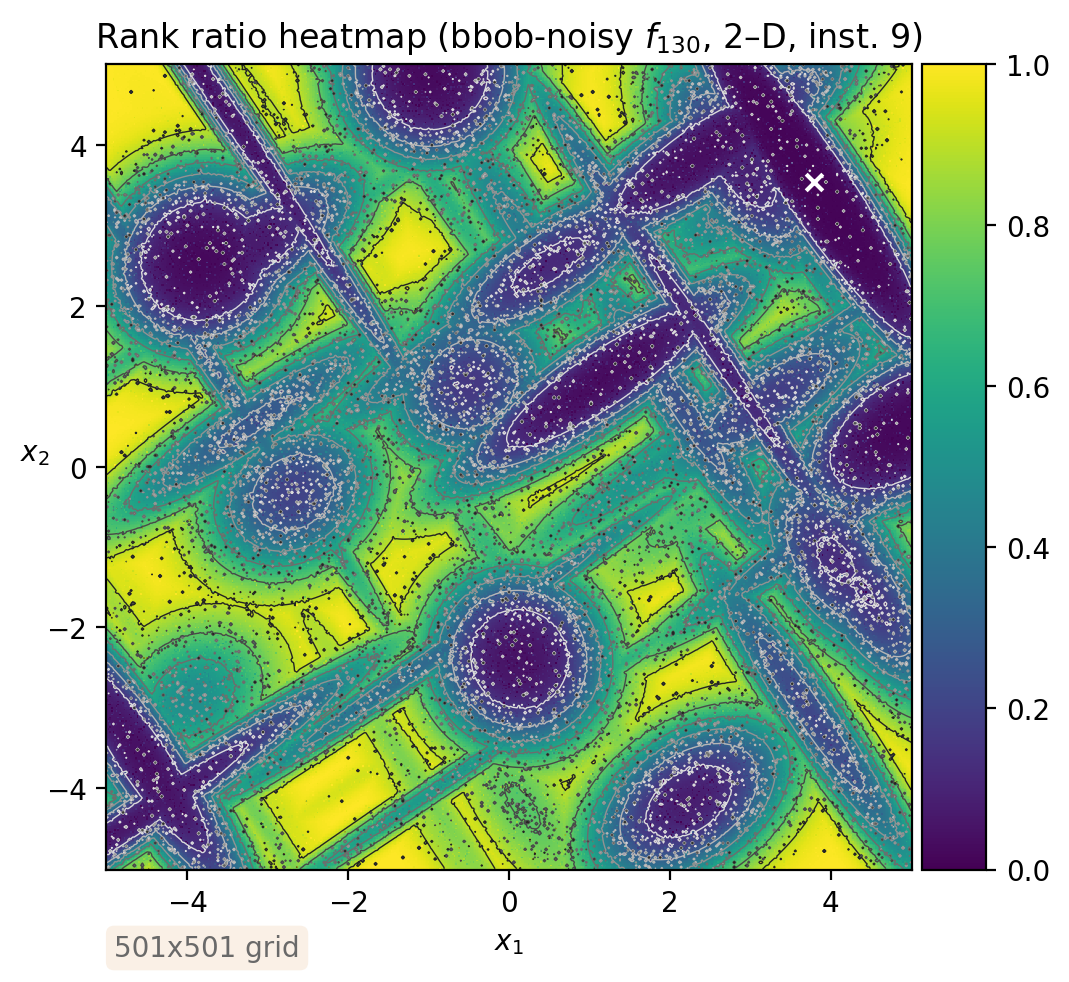 Rank ratio heatmap (bbob-noisy f₁₃₀, 2–D, inst. 9)
1.0
0.8
0.6
0.4
0.2
0.0
4
2
0
−2
−4
x₂
−4 −2 0 2 4
x₁
501x501 grid